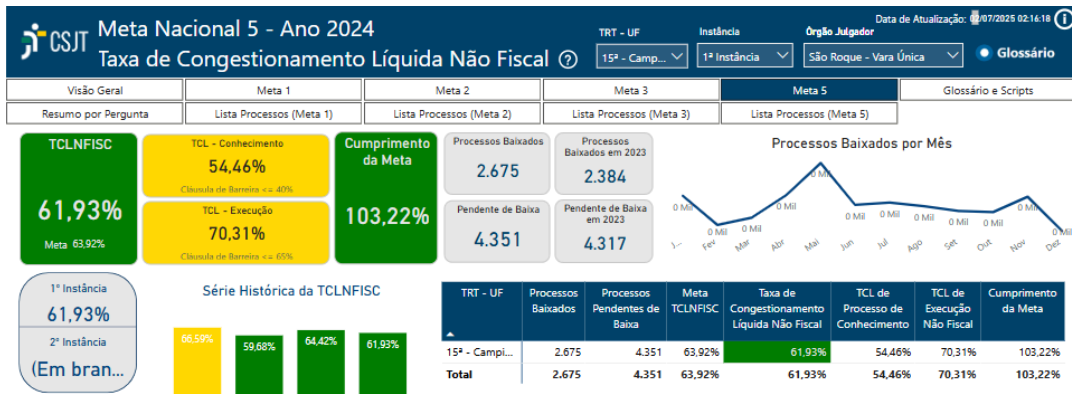 CSJT
Meta Nacional 5 - Ano 2024
Taxa de Congestionamento Líquida Não Fiscal ?
TRT - UF
15ª - Camp...
Instância
1ª Instância
Órgão Julgador
São Roque - Vara Única
Data de Atualização: 02/07/2025 02:16:18
i
Glossário
Visão Geral
Meta 1
Meta 2
Meta 3
Meta 5
Glossário e Scripts
Resumo por Pergunta
Lista Processos (Meta 1)
Lista Processos (Meta 2)
Lista Processos (Meta 3)
Lista Processos (Meta 5)
TCLNFISC
61,93%
Meta 63,92%
TCL - Conhecimento
54,46%
Cláusula de Barreira <= 40%
TCL - Execução
70,31%
Cláusula de Barreira <= 65%
Cumprimento
da Meta
103,22%
Processos Baixados
2.675
Processos
Baixados em 2023
2.384
Pendente de Baixa
4.351
Pendente de Baixa
em 2023
4.317
Processos Baixados por Mês
0 Mil
0 Mil
0 Mil
0 Mil
0 Mil
0 Mil
0 Mil
0 Mil
0 Mil
0 Mil
0 Mil
0 Mil
J... Fev Mar Abr Mai Jun Jul Ago Set Out Nov Dez
1ª Instância
61,93%
2ª Instância
(Em bran...
Série Histórica da TCLNFISC
66,59% 59,68% 64,42% 61,93%
TRT - UF Processos Baixados Processos Pendentes de Baixa Meta TCLNFISC Taxa de Congestionamento Líquida Não Fiscal TCL de Processo de Conhecimento TCL de Execução Não Fiscal Cumprimento da Meta
15ª - Campi... 2.675 4.351 63,92% 61,93% 54,46% 70,31% 103,22%
Total 2.675 4.351 63,92% 61,93% 54,46% 70,31% 103,22%